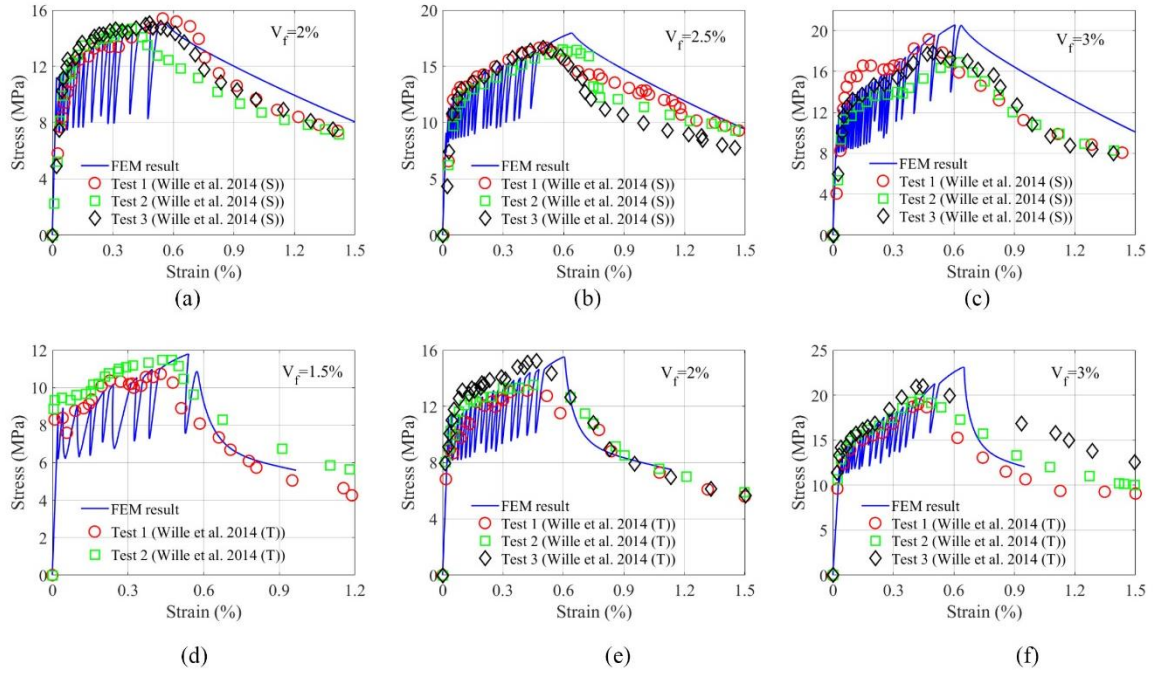 16
12
8
4
0
Stress (MPa)
V_f=2%
FEM result
Test 1 (Wille et al. 2014 (S))
Test 2 (Wille et al. 2014 (S))
Test 3 (Wille et al. 2014 (S))
0 0.3 0.6 0.9 1.2 1.5
Strain (%)
(a)
20
15
10
5
0
Stress (MPa)
V_f=2.5%
FEM result
Test 1 (Wille et al. 2014 (S))
Test 2 (Wille et al. 2014 (S))
Test 3 (Wille et al. 2014 (S))
0 0.3 0.6 0.9 1.2 1.5
Strain (%)
(b)
20
16
12
8
4
0
Stress (MPa)
V_f=3%
FEM result
Test 1 (Wille et al. 2014 (S))
Test 2 (Wille et al. 2014 (S))
Test 3 (Wille et al. 2014 (S))
0 0.3 0.6 0.9 1.2 1.5
Strain (%)
(c)
12
10
8
6
4
2
0
Stress (MPa)
V_f=1.5%
FEM result
Test 1 (Wille et al. 2014 (T))
Test 2 (Wille et al. 2014 (T))
0 0.3 0.6 0.9 1.2
Strain (%)
(d)
16
12
8
4
0
Stress (MPa)
V_f=2%
FEM result
Test 1 (Wille et al. 2014 (T))
Test 2 (Wille et al. 2014 (T))
Test 3 (Wille et al. 2014 (T))
0 0.3 0.6 0.9 1.2 1.5
Strain (%)
(e)
25
20
15
10
5
0
Stress (MPa)
V_f=3%
FEM result
Test 1 (Wille et al. 2014 (T))
Test 2 (Wille et al. 2014 (T))
Test 3 (Wille et al. 2014 (T))
0 0.3 0.6 0.9 1.2 1.5
Strain (%)
(f)